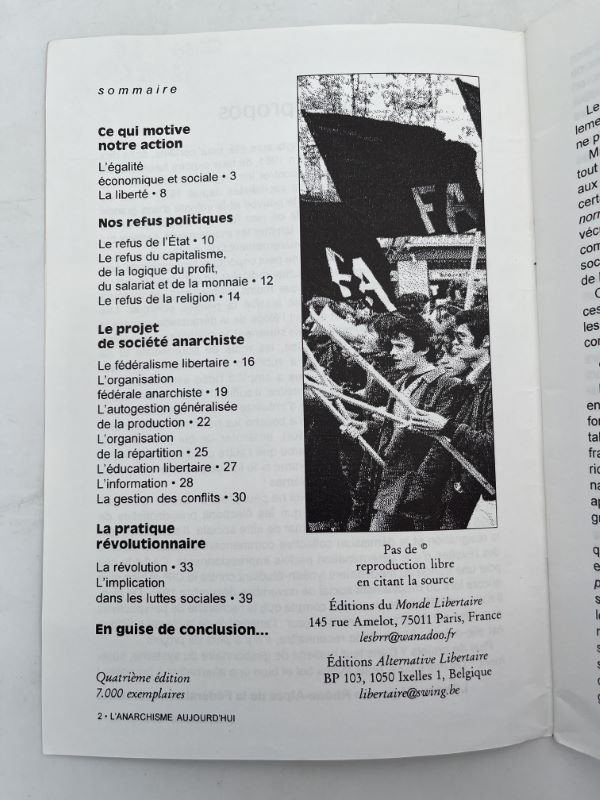 sommaire
Ce qui motive
notre action
L'égalité
économique et sociale • 3
La liberté • 8
Nos refus politiques
Le refus de l'État • 10
Le refus du capitalisme,
de la logique du profit,
du salariat et de la monnaie • 12
Le refus de la religion • 14
Le projet
de société anarchiste
Le fédéralisme libertaire • 16
L'organisation
fédérale anarchiste • 19
L'autogestion généralisée
de la production • 22
L'organisation
de la répartition • 25
L'éducation libertaire • 27
L'information • 28
La gestion des conflits • 30
La pratique
révolutionnaire
La révolution • 33
L'implication
dans les luttes sociales • 39
En guise de conclusion...
Quatrième édition
7.000 exemplaires
2 • L'ANARCHISME AUJOURD'HUI
FA
FA
Pas de ©
reproduction libre
en citant la source
Éditions du Monde Libertaire
145 rue Amelot, 75011 Paris, France
lesbrr@wanadoo.fr
Éditions Alternative Libertaire
BP 103, 1050 Ixelles 1, Belgique
libertaire@swing.be